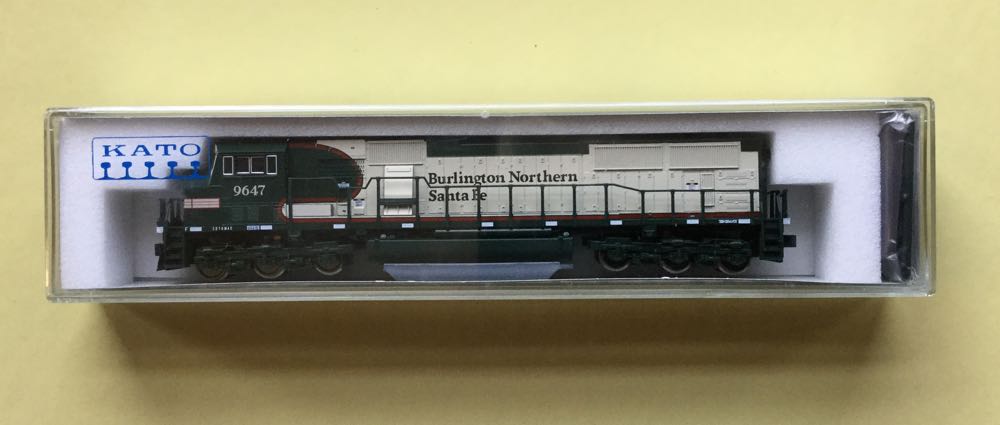 KATO
9647
Burlington Northern
Santa Fe